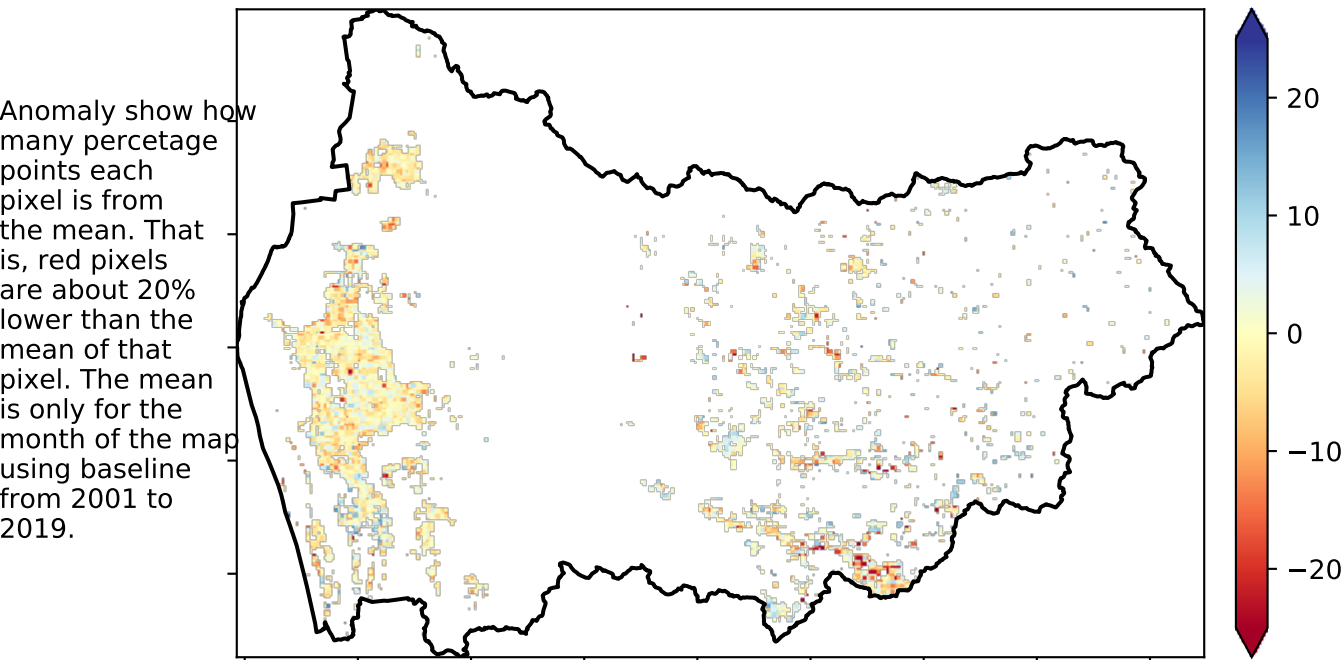 Anomaly show how
many percetage
points each
pixel is from
the mean. That
is, red pixels
are about 20%
lower than the
mean of that
pixel. The mean
is only for the
month of the map
using baseline
from 2001 to
2019.
20
10
0
−10
−20